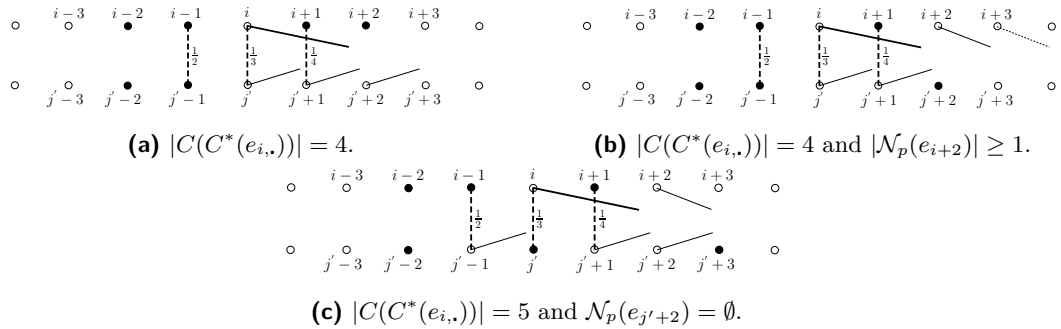 i − 3 i − 2 i − 1 i i + 1 i + 2 i + 3
1/2 1/3 1/4
j′ − 3 j′ − 2 j′ − 1 j′ j′ + 1 j′ + 2 j′ + 3
(a) |C(C*(e_{i,.}))| = 4.
i − 3 i − 2 i − 1 i i + 1 i + 2 i + 3
1/2 1/3 1/4
j′ − 3 j′ − 2 j′ − 1 j′ j′ + 1 j′ + 2 j′ + 3
(b) |C(C*(e_{i,.}))| = 4 and |𝒩_p(e_{i+2})| ≥ 1.
i − 3 i − 2 i − 1 i i + 1 i + 2 i + 3
1/2 1/3 1/4
j′ − 3 j′ − 2 j′ − 1 j′ j′ + 1 j′ + 2 j′ + 3
(c) |C(C*(e_{i,.}))| = 5 and 𝒩_p(e_{j′+2}) = ∅.